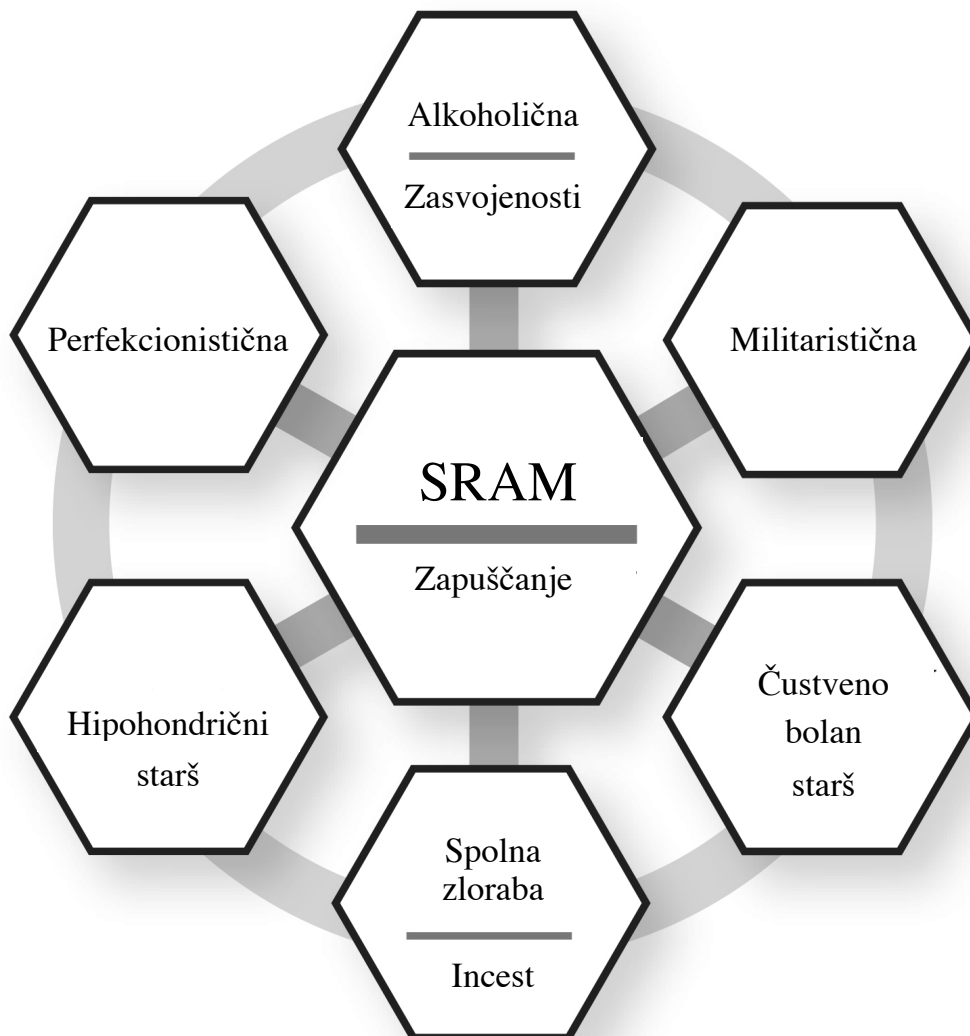 Alkoholična
Zasvojenosti
Perfekcionistična
Militaristična
SRAM
Zapuščanje
Hipohondrični
starš
Čustveno
bolan
starš
Spolna
zloraba
Incest